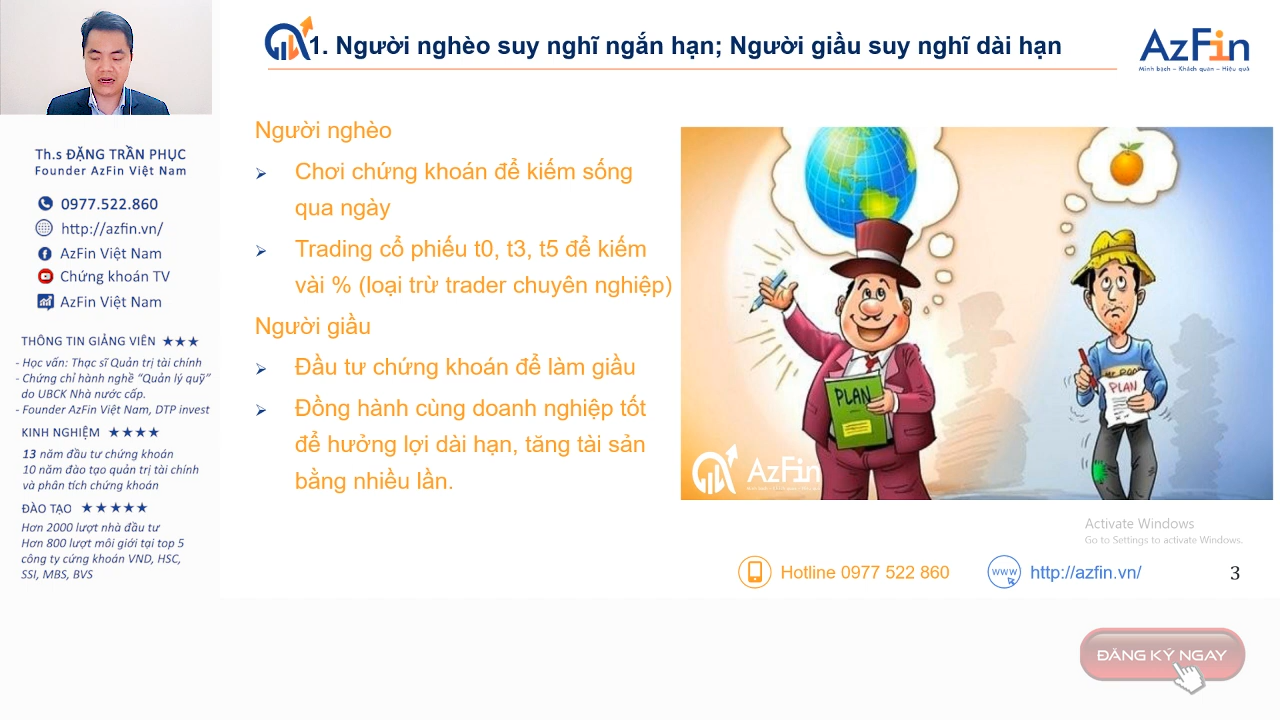 1. Người nghèo suy nghĩ ngắn hạn; Người giầu suy nghĩ dài hạn
AzFin
Minh bạch – Khách quan – Hiệu quả
Th.s ĐẶNG TRẦN PHỤC
Founder AzFin Việt Nam
0977.522.860
http://azfin.vn/
AzFin Việt Nam
Chứng khoán TV
AzFin Việt Nam
THÔNG TIN GIẢNG VIÊN ★★★
- Học vấn: Thạc sĩ Quản trị tài chính
- Chứng chỉ hành nghề “Quản lý quỹ”
do UBCK Nhà nước cấp.
- Founder AzFin Việt Nam, DTP invest
KINH NGHIỆM ★★★★
13 năm đầu tư chứng khoán
10 năm đào tạo quản trị tài chính
và phân tích chứng khoán
ĐÀO TẠO ★★★★★
Hơn 2000 lượt nhà đầu tư
Hơn 800 lượt môi giới tại top 5
công ty cứng khoán VND, HSC,
SSI, MBS, BVS
Người nghèo
Chơi chứng khoán để kiếm sống
qua ngày
Trading cổ phiếu t0, t3, t5 để kiếm
vài % (loại trừ trader chuyên nghiệp)
Người giầu
Đầu tư chứng khoán để làm giầu
Đồng hành cùng doanh nghiệp tốt
để hưởng lợi dài hạn, tăng tài sản
bằng nhiều lần.
PLAN
PLAN
AzFin
Activate Windows
Go to Settings to activate Windows.
Hotline 0977 522 860
www
http://azfin.vn/
3
ĐĂNG KÝ NGAY